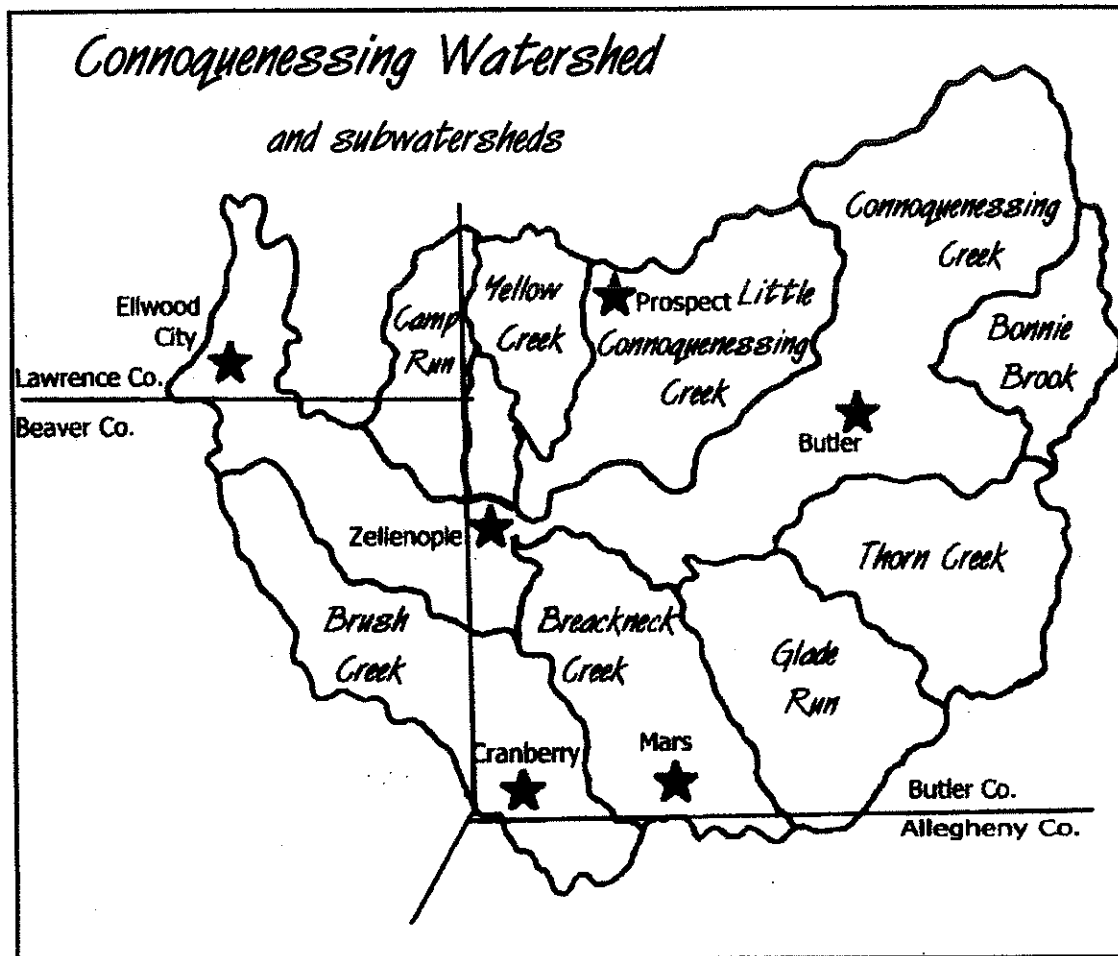 Connoquenessing Watershed
and subwatersheds
Connoquenessing
Creek
Ellwood
City
Camp
Run
Yellow
Creek
Prospect
Little
Connoquenessing
Creek
Bonnie
Brook
Lawrence Co.
Beaver Co.
Butler
Zelienople
Thorn Creek
Brush
Creek
Breackneck
Creek
Glade
Run
Cranberry
Mars
Butler Co.
Allegheny Co.